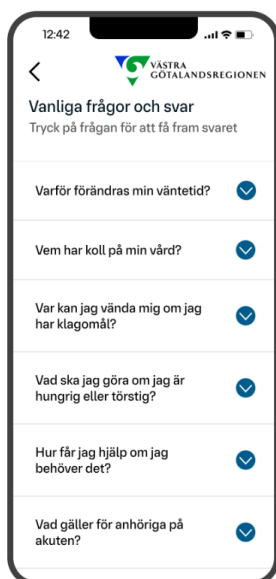 12:42
VÄSTRA
GÖTALANDSREGIONEN
Vanliga frågor och svar
Tryck på frågan för att få fram svaret
Varför förändras min väntetid?
Vem har koll på min vård?
Var kan jag vända mig om jag
har klagomål?
Vad ska jag göra om jag är
hungrig eller törstig?
Hur får jag hjälp om jag
behöver det?
Vad gäller för anhöriga på
akuten?